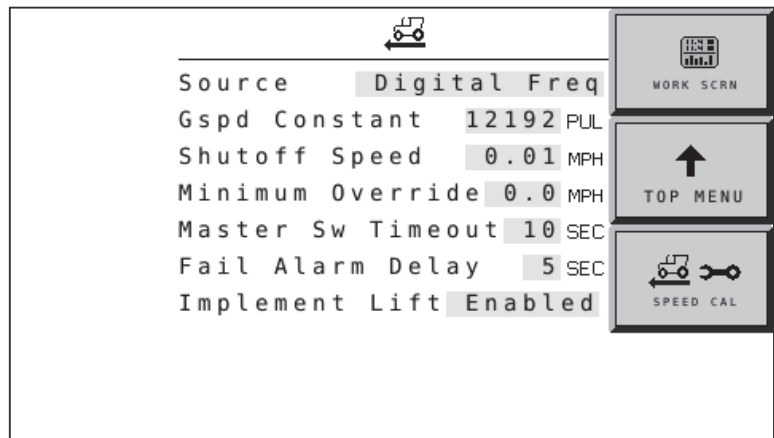 Source Digital Freq
Gspd Constant 12192 PUL
Shutoff Speed 0.01 MPH
Minimum Override 0.0 MPH
Master Sw Timeout 10 SEC
Fail Alarm Delay 5 SEC
Implement Lift Enabled
WORK SCRN
TOP MENU
SPEED CAL